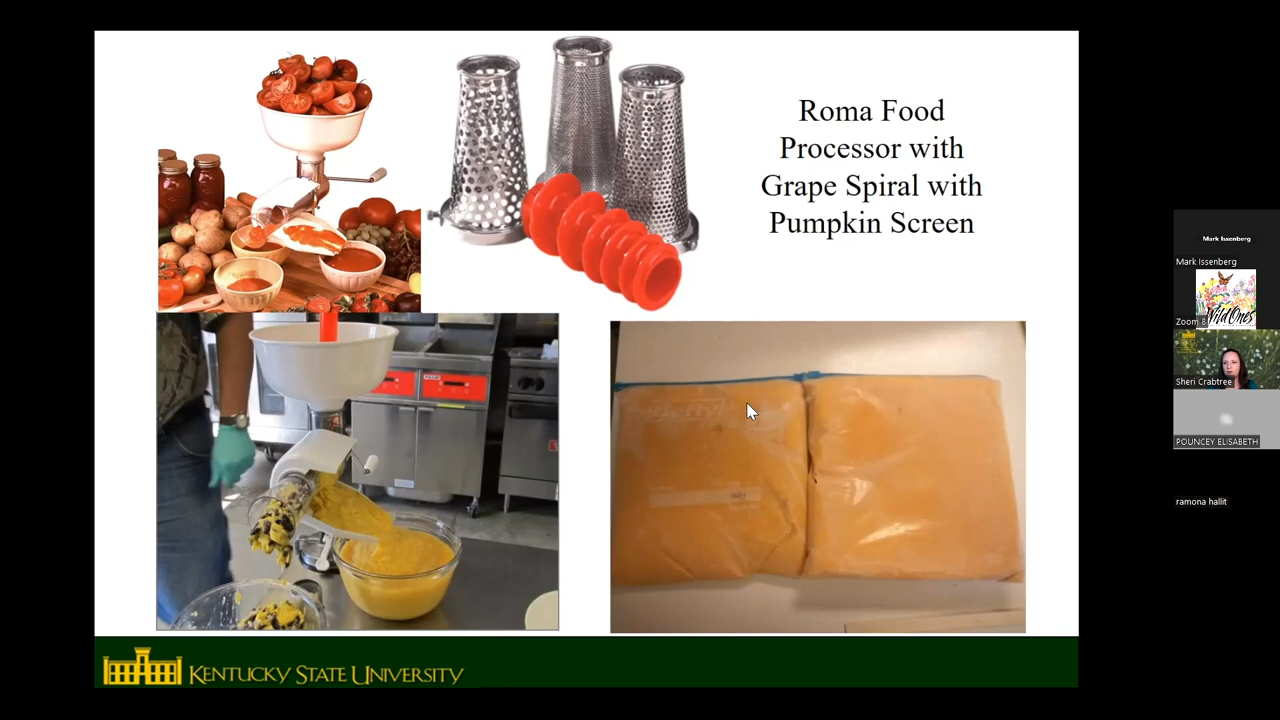 Roma Food
Processor with
Grape Spiral with
Pumpkin Screen
KENTUCKY STATE UNIVERSITY
Mark Issenberg
Mark Issenberg
Wild Ones
Zoom &
Sheri Crabtree
POUNCEY ELISABETH
ramona hallit